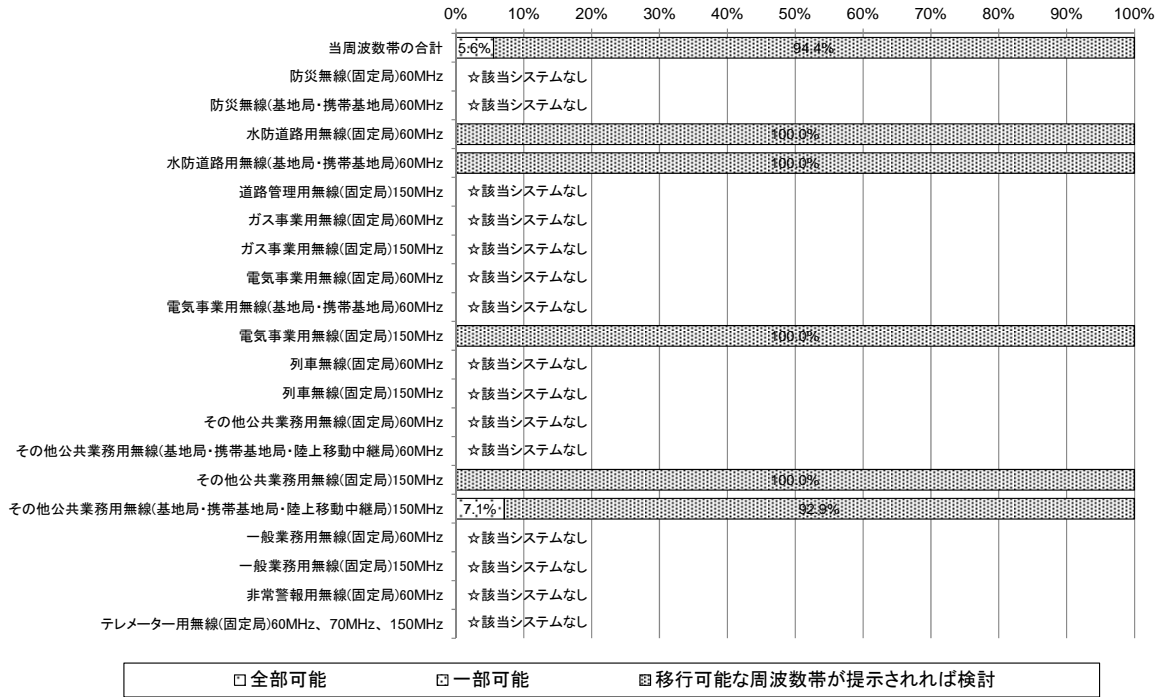 0% 10% 20% 30% 40% 50% 60% 70% 80% 90% 100%
当周波数帯の合計 5.6% 94.4%
防災無線(固定局)60MHz ☆該当システムなし
防災無線(基地局・携帯基地局)60MHz ☆該当システムなし
水防道路用無線(固定局)60MHz 100.0%
水防道路用無線(基地局・携帯基地局)60MHz 100.0%
道路管理用無線(固定局)150MHz ☆該当システムなし
ガス事業用無線(固定局)60MHz ☆該当システムなし
ガス事業用無線(固定局)150MHz ☆該当システムなし
電気事業用無線(固定局)60MHz ☆該当システムなし
電気事業用無線(基地局・携帯基地局)60MHz ☆該当システムなし
電気事業用無線(固定局)150MHz 100.0%
列車無線(固定局)60MHz ☆該当システムなし
列車無線(固定局)150MHz ☆該当システムなし
その他公共業務用無線(固定局)60MHz ☆該当システムなし
その他公共業務用無線(基地局・携帯基地局・陸上移動中継局)60MHz ☆該当システムなし
その他公共業務用無線(固定局)150MHz 100.0%
その他公共業務用無線(基地局・携帯基地局・陸上移動中継局)150MHz 7.1% 92.9%
一般業務用無線(固定局)60MHz ☆該当システムなし
一般業務用無線(固定局)150MHz ☆該当システムなし
非常警報用無線(固定局)60MHz ☆該当システムなし
テレメーター用無線(固定局)60MHz、70MHz、150MHz ☆該当システムなし
全部可能 一部可能 移行可能な周波数帯が提示されれば検討